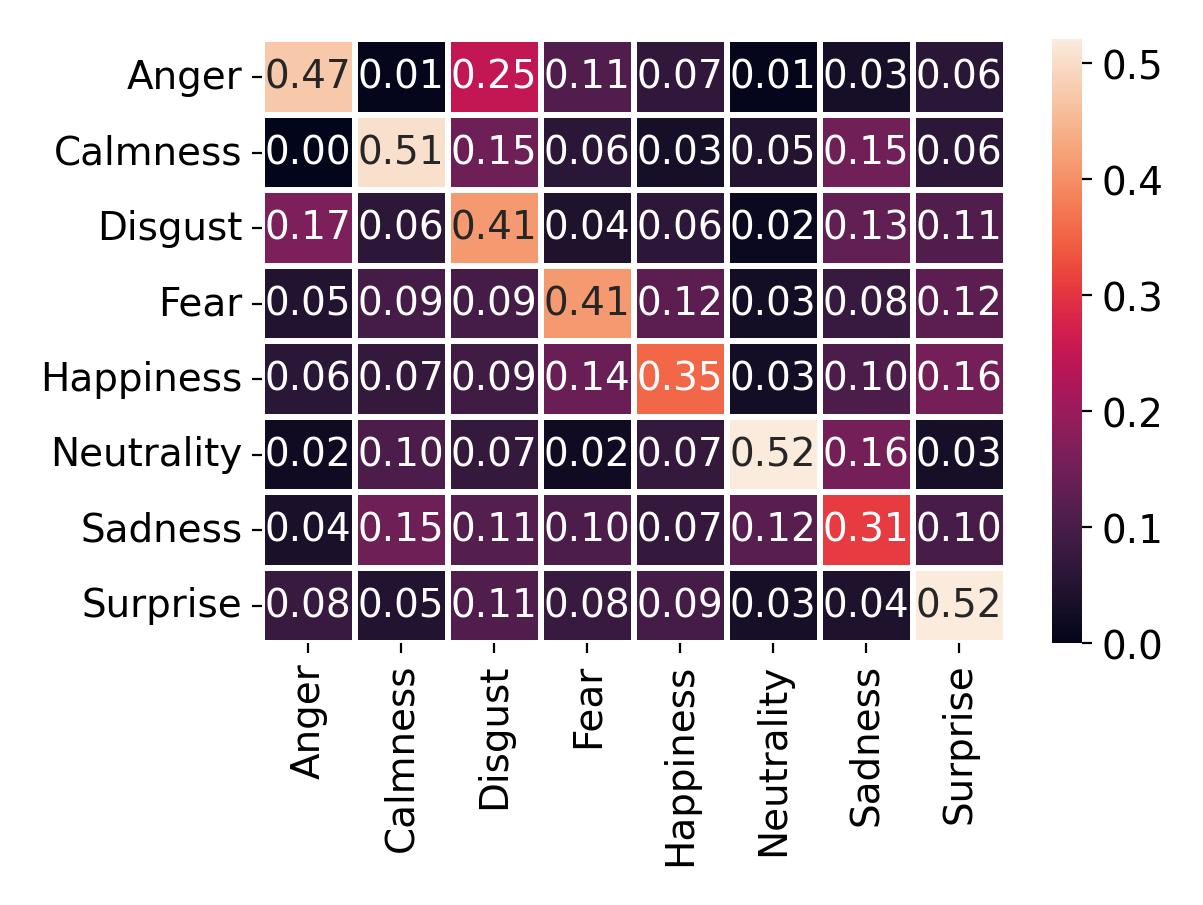 Anger 0.47 0.01 0.25 0.11 0.07 0.01 0.03 0.06
Calmness 0.00 0.51 0.15 0.06 0.03 0.05 0.15 0.06
Disgust 0.17 0.06 0.41 0.04 0.06 0.02 0.13 0.11
Fear 0.05 0.09 0.09 0.41 0.12 0.03 0.08 0.12
Happiness 0.06 0.07 0.09 0.14 0.35 0.03 0.10 0.16
Neutrality 0.02 0.10 0.07 0.02 0.07 0.52 0.16 0.03
Sadness 0.04 0.15 0.11 0.10 0.07 0.12 0.31 0.10
Surprise 0.08 0.05 0.11 0.08 0.09 0.03 0.04 0.52
Anger
Calmness
Disgust
Fear
Happiness
Neutrality
Sadness
Surprise
0.5
0.4
0.3
0.2
0.1
0.0